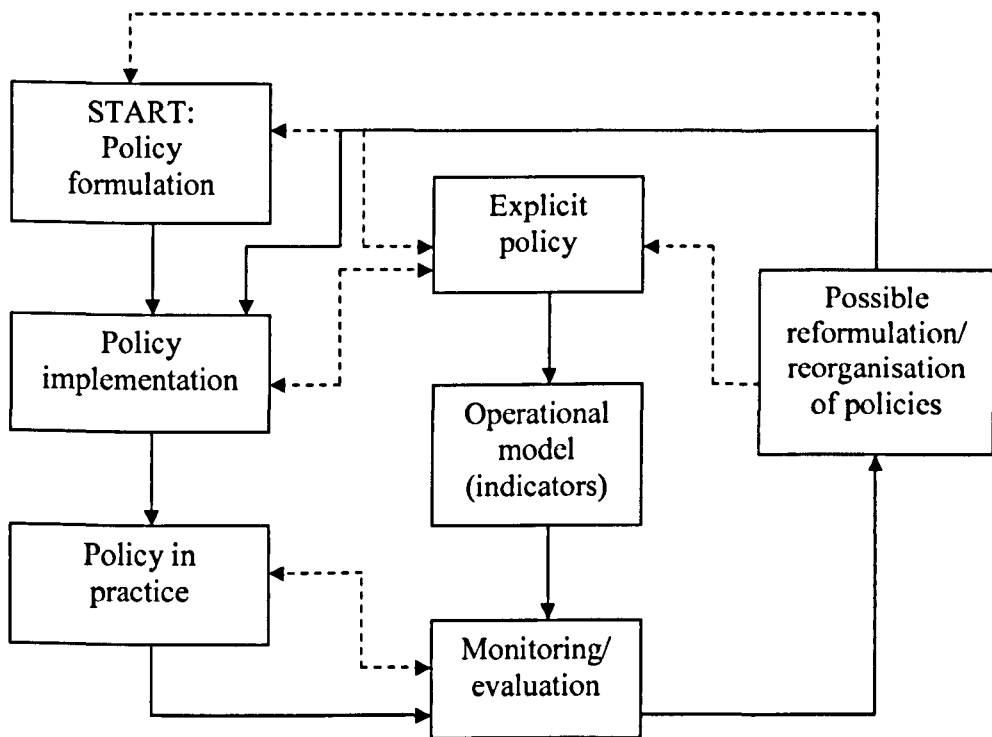 START:
Policy
formulation
Explicit
policy
Possible
reformulation/
reorganisation
of policies
Policy
implementation
Operational
model
(indicators)
Policy in
practice
Monitoring/
evaluation